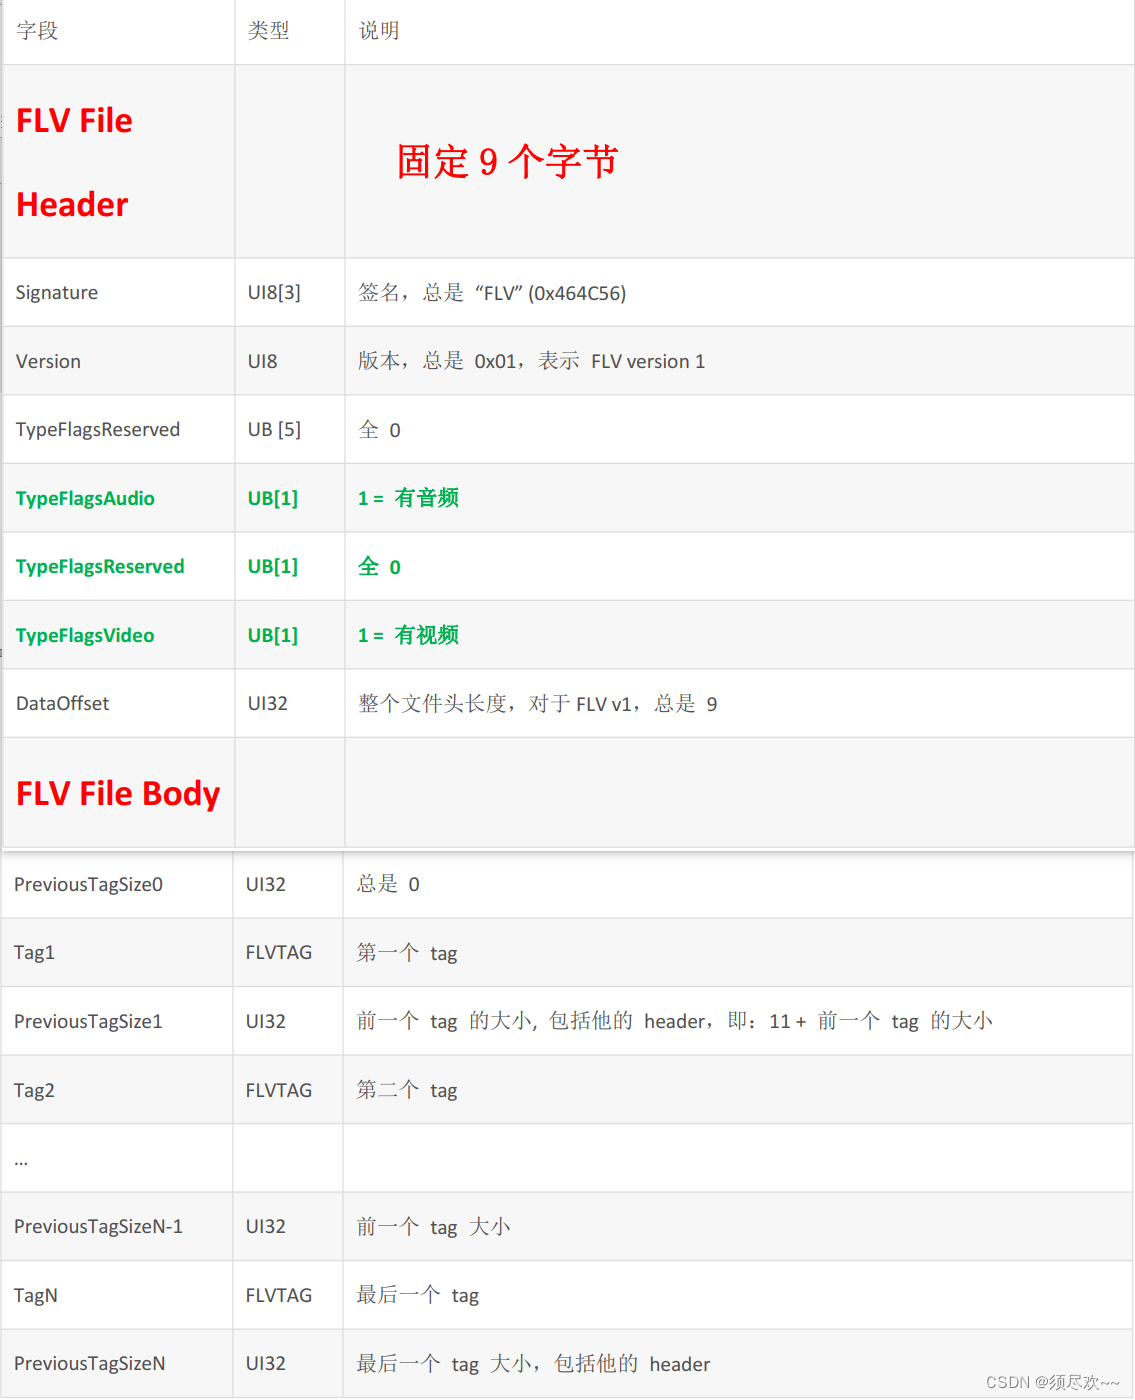 字段 类型 说明
FLV File
Header
固定 9 个字节
Signature UI8[3] 签名，总是 “FLV” (0x464C56)
Version UI8 版本，总是 0x01，表示 FLV version 1
TypeFlagsReserved UB [5] 全 0
TypeFlagsAudio UB[1] 1 = 有音频
TypeFlagsReserved UB[1] 全 0
TypeFlagsVideo UB[1] 1 = 有视频
DataOffset UI32 整个文件头长度，对于 FLV v1，总是 9
FLV File Body
PreviousTagSize0 UI32 总是 0
Tag1 FLVTAG 第一个 tag
PreviousTagSize1 UI32 前一个 tag 的大小, 包括他的 header，即：11 + 前一个 tag 的大小
Tag2 FLVTAG 第二个 tag
...
PreviousTagSizeN-1 UI32 前一个 tag 大小
TagN FLVTAG 最后一个 tag
PreviousTagSizeN UI32 最后一个 tag 大小，包括他的 header
CSDN @须尽欢~~